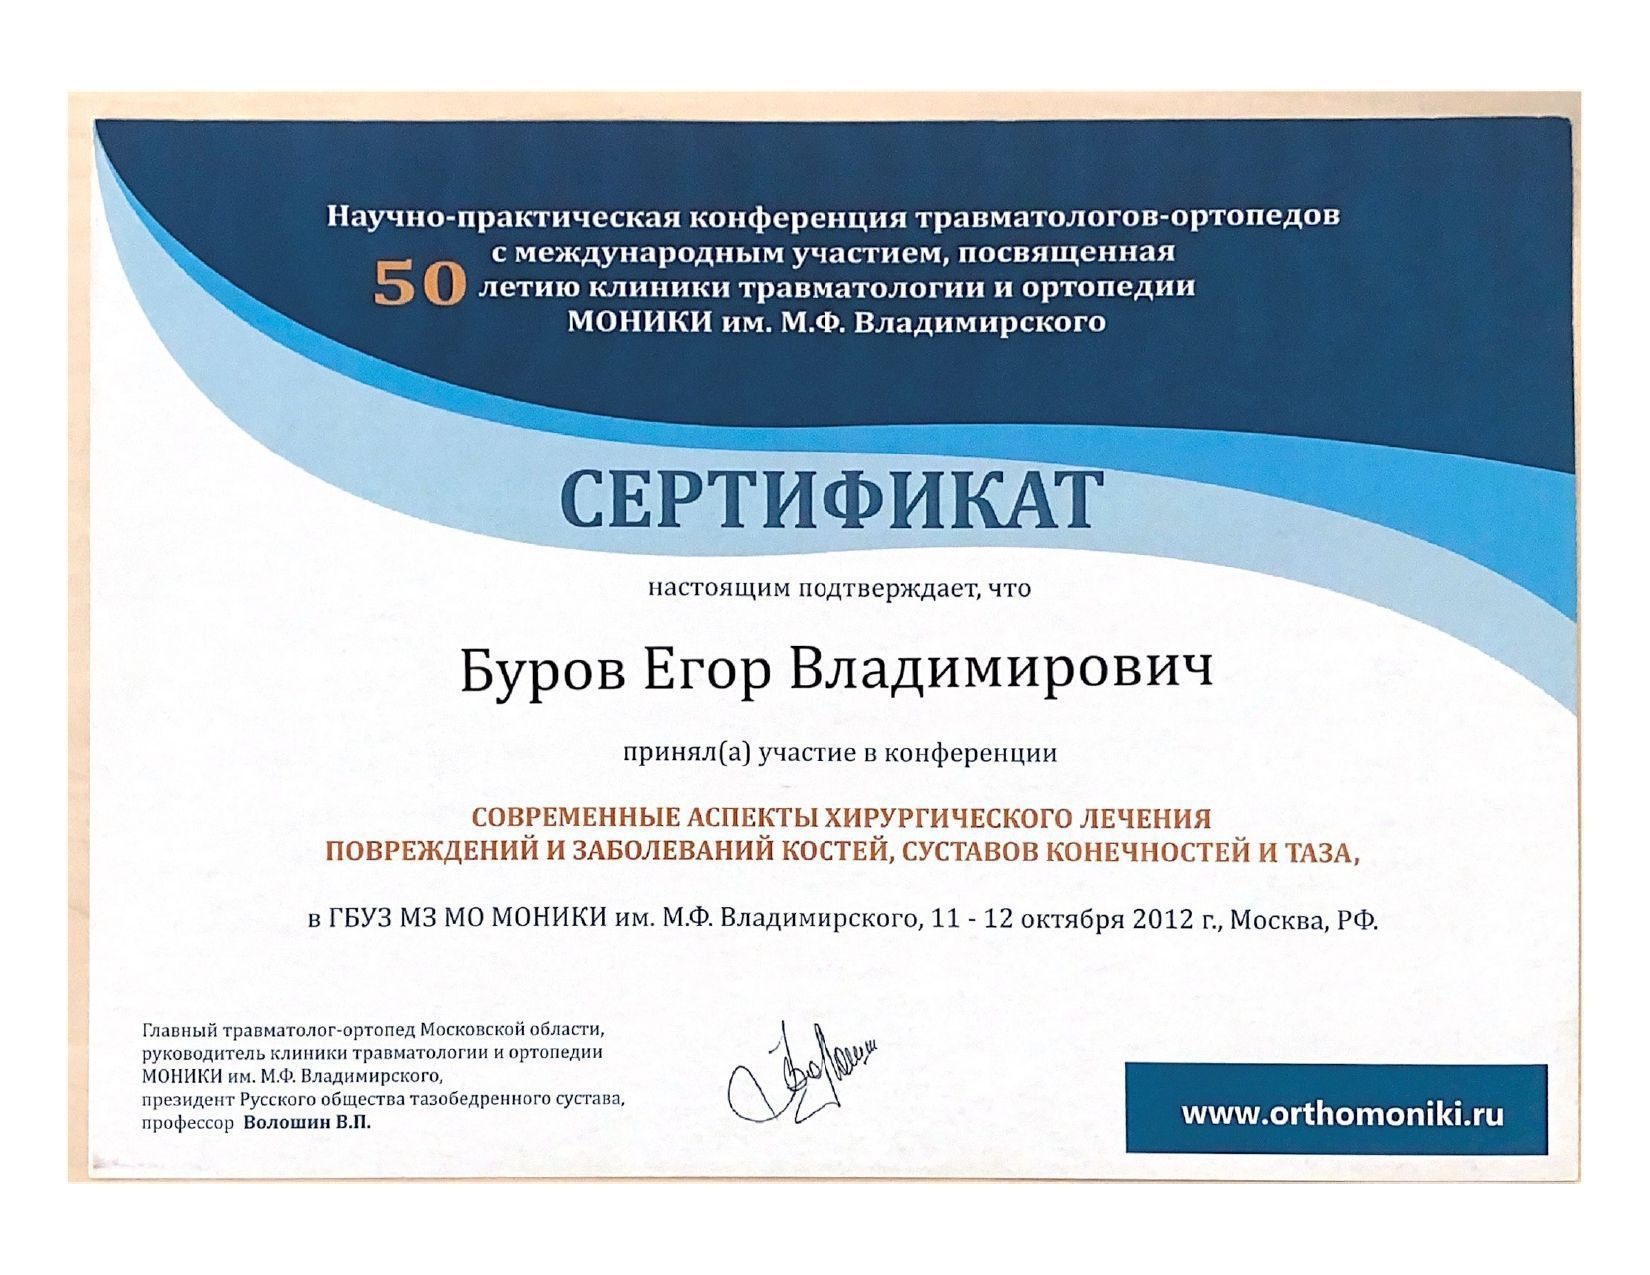 Научно-практическая конференция травматологов-ортопедов
с международным участием, посвященная
50 летию клиники травматологии и ортопедии
МОНИКИ им. М.Ф. Владимирского
СЕРТИФИКАТ
настоящим подтверждает, что
Буров Егор Владимирович
принял(а) участие в конференции
СОВРЕМЕННЫЕ АСПЕКТЫ ХИРУРГИЧЕСКОГО ЛЕЧЕНИЯ
ПОВРЕЖДЕНИЙ И ЗАБОЛЕВАНИЙ КОСТЕЙ, СУСТАВОВ КОНЕЧНОСТЕЙ И ТАЗА,
в ГБУЗ МЗ МО МОНИКИ им. М.Ф. Владимирского, 11 - 12 октября 2012 г., Москва, РФ.
Главный травматолог-ортопед Московской области,
руководитель клиники травматологии и ортопедии
МОНИКИ им. М.Ф. Владимирского,
президент Русского общества тазобедренного сустава,
профессор Волошин В.П.
www.orthomoniki.ru